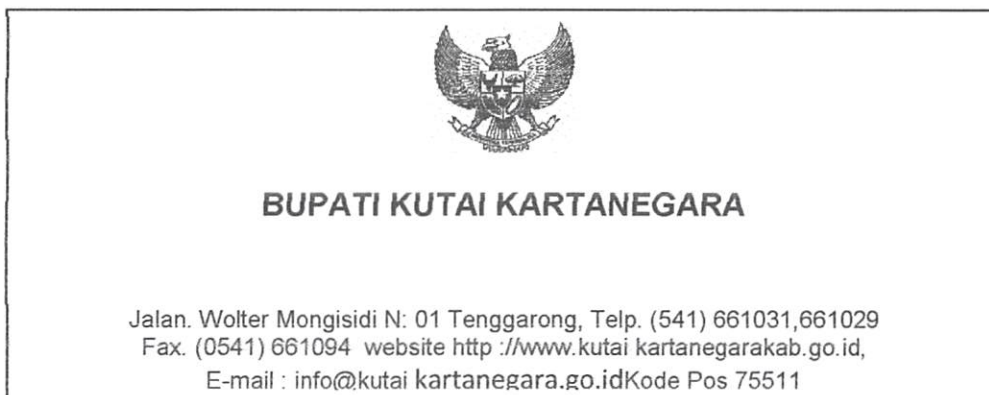 BUPATI KUTAI KARTANEGARA
Jalan. Wolter Mongisidi N: 01 Tenggarong, Telp. (541) 661031,661029
Fax. (0541) 661094 website http ://www.kutai kartanegarakab.go.id,
E-mail : info@kutai kartanegara.go.idKode Pos 75511